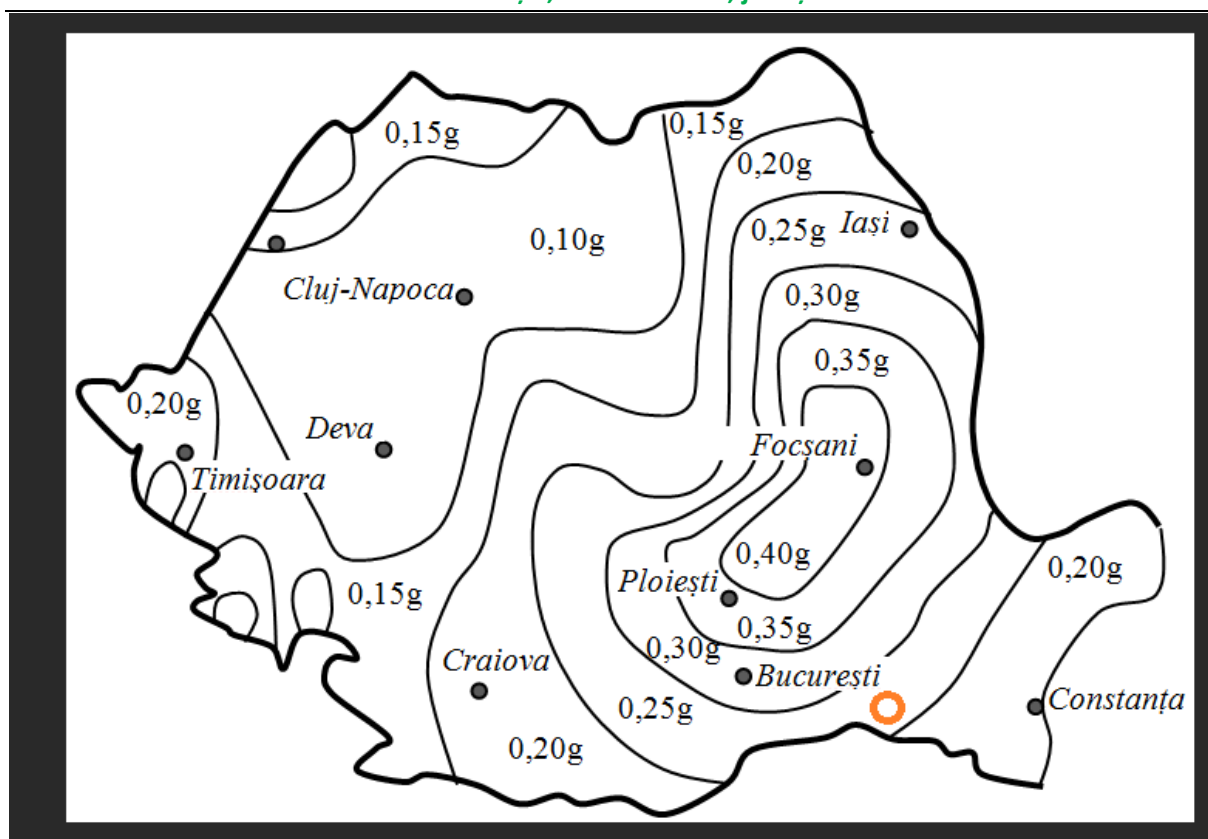 0,15g
0,15g
0,20g
0,25g
Iași
0,10g
Cluj-Napoca
0,30g
0,35g
0,20g
Deva
Focșani
Timișoara
0,40g
0,20g
Ploiești
0,15g
0,35g
0,30g
Craiova
București
Constanța
0,25g
0,20g